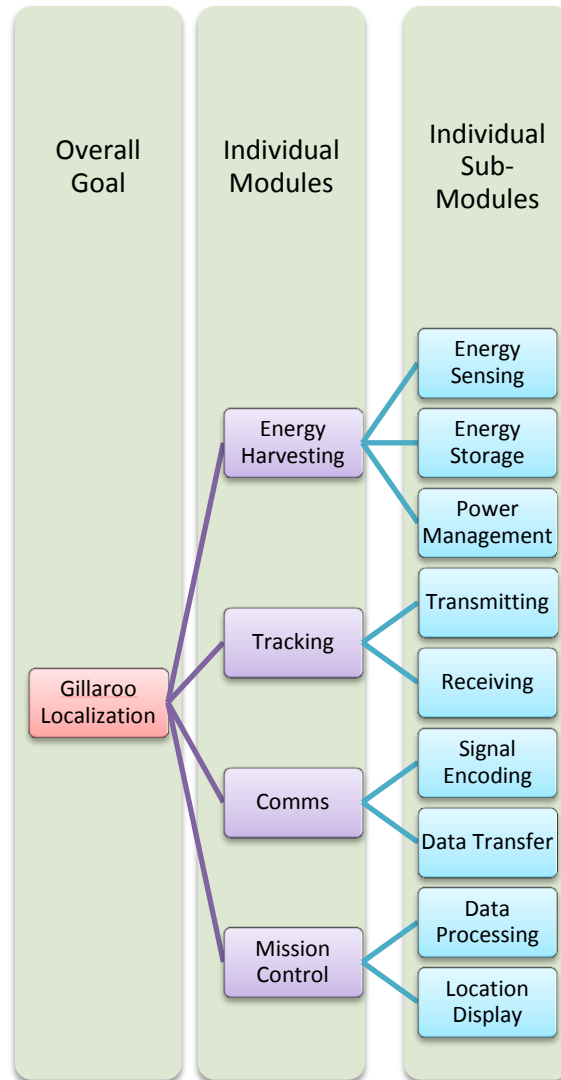 Overall
Goal
Individual
Modules
Individual
Sub-
Modules
Gillaroo
Localization
Energy
Harvesting
Tracking
Comms
Mission
Control
Energy
Sensing
Energy
Storage
Power
Management
Transmitting
Receiving
Signal
Encoding
Data Transfer
Data
Processing
Location
Display